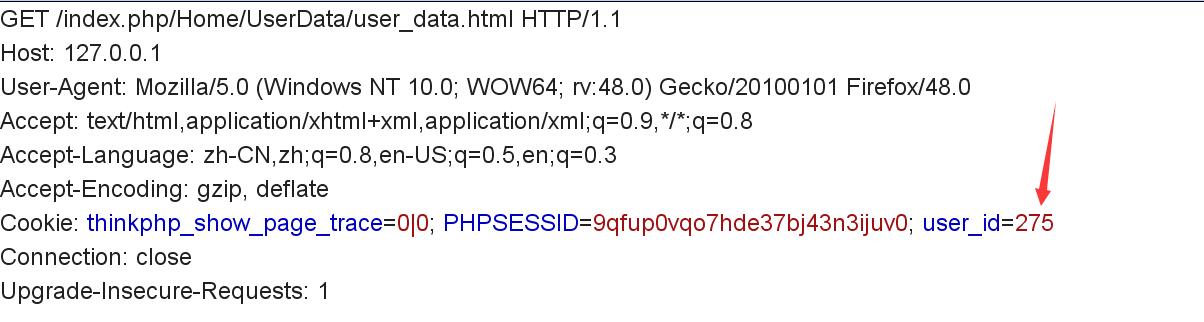 GET /index.php/Home/UserData/user_data.html HTTP/1.1
Host: 127.0.0.1
User-Agent: Mozilla/5.0 (Windows NT 10.0; WOW64; rv:48.0) Gecko/20100101 Firefox/48.0
Accept: text/html,application/xhtml+xml,application/xml;q=0.9,*/*;q=0.8
Accept-Language: zh-CN,zh;q=0.8,en-US;q=0.5,en;q=0.3
Accept-Encoding: gzip, deflate
Cookie: thinkphp_show_page_trace=0|0; PHPSESSID=9qfup0vqo7hde37bj43n3ijuv0; user_id=275
Connection: close
Upgrade-Insecure-Requests: 1